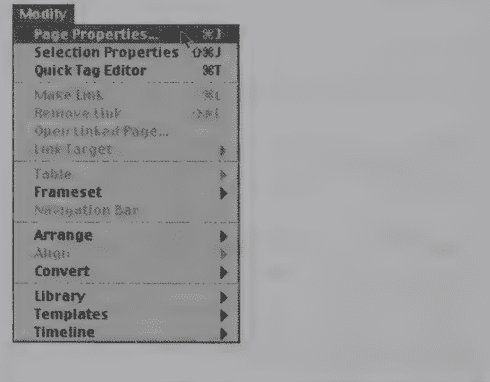 Modify
Page Properties... ⌘J
Selection Properties ⇧⌘J
Quick Tag Editor ⌘T
Make Link ⌘L
Remove Link ⇧⌘L
Open Linked Page...
Link Target
Table
Frameset
Navigation Bar
Arrange
Align
Convert
Library
Templates
Timeline